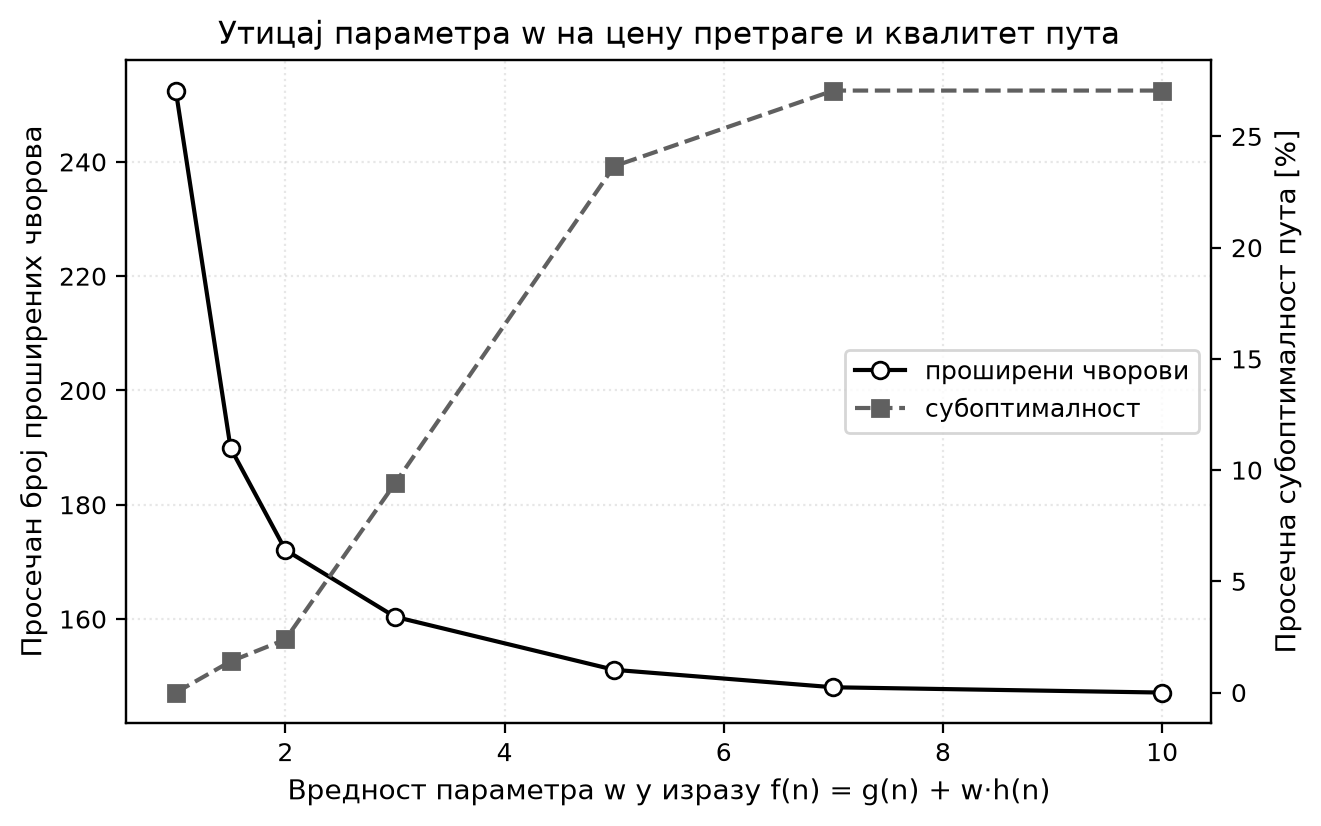 Утицај параметра w на цену претраге и квалитет пута
Просечан број проширених чворова
240
220
200
180
160
25
20
15
10
5
0
Просечна субоптималност пута [%]
проширени чворови
субоптималност
2
4
6
8
10
Вредност параметра w у изразу f(n) = g(n) + w·h(n)